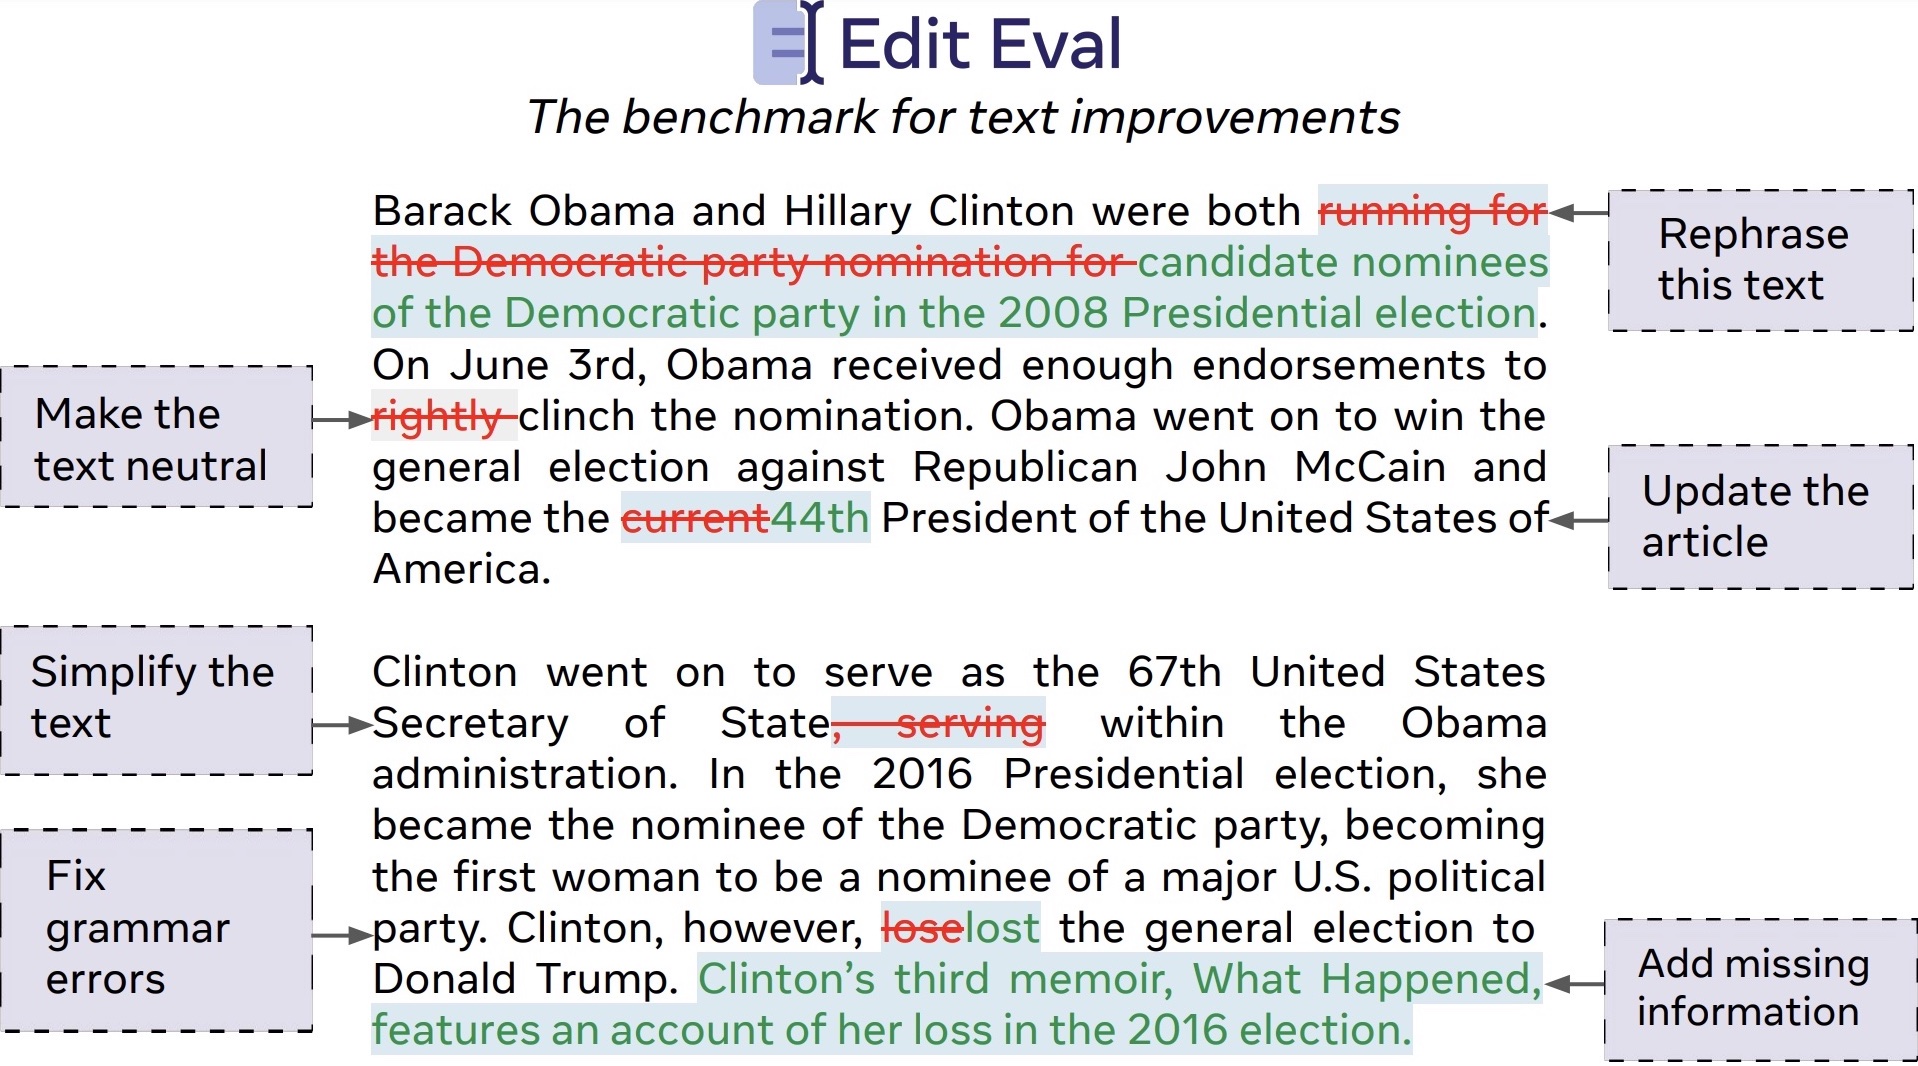 Edit Eval
The benchmark for text improvements
Barack Obama and Hillary Clinton were both running for
the Democratic party nomination for candidate nominees
of the Democratic party in the 2008 Presidential election.
On June 3rd, Obama received enough endorsements to
rightly clinch the nomination. Obama went on to win the
general election against Republican John McCain and
became the current44th President of the United States of
America.
Clinton went on to serve as the 67th United States
Secretary of State, serving within the Obama
administration. In the 2016 Presidential election, she
became the nominee of the Democratic party, becoming
the first woman to be a nominee of a major U.S. political
party. Clinton, however, loselost the general election to
Donald Trump. Clinton’s third memoir, What Happened,
features an account of her loss in the 2016 election.
Make the
text neutral
Simplify the
text
Fix
grammar
errors
Rephrase
this text
Update the
article
Add missing
information